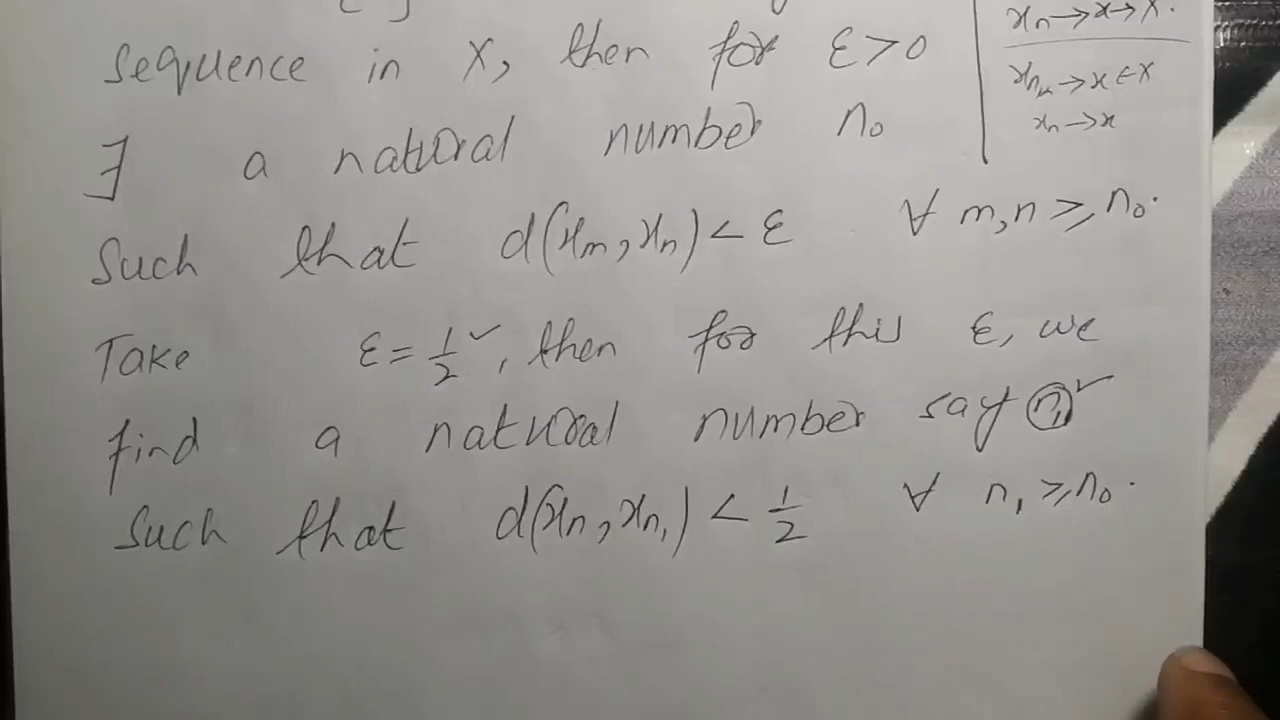 xₙ→x→X.
sequence in X, then for ε>0
xₙₖ→x∈X
∃ a natural number n₀
xₙ→x
Such that d(xₘ,xₙ)<ε ∀ m,n ≥ n₀.
Take ε=1/2, then for this ε, we
find a natural number say n₁
Such that d(xₙ,xₙ₁) < 1/2 ∀ n₁ ≥ n₀.